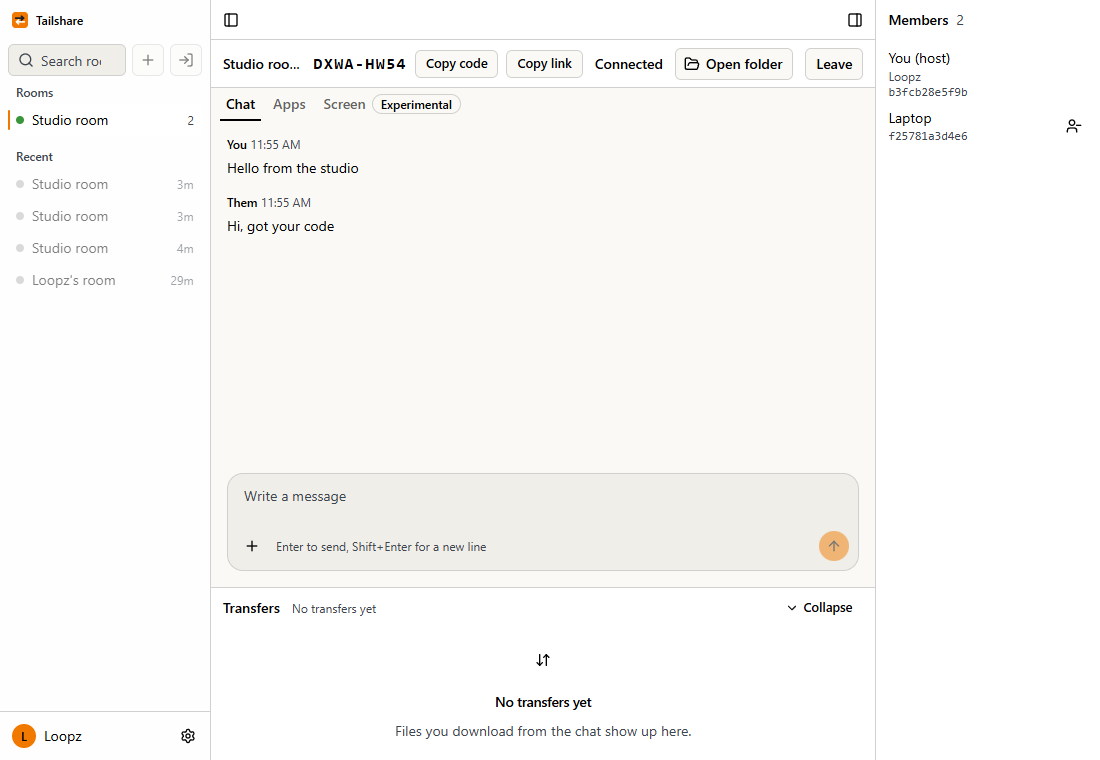 Tailshare
Search ro
Rooms
Studio room 2
Recent
Studio room 3m
Studio room 3m
Studio room 4m
Loopz's room 29m
L Loopz
Studio roo... DXWA-HW54 Copy code Copy link Connected Open folder Leave
Chat Apps Screen Experimental
You 11:55 AM
Hello from the studio
Them 11:55 AM
Hi, got your code
Write a message
Enter to send, Shift+Enter for a new line
Transfers No transfers yet Collapse
No transfers yet
Files you download from the chat show up here.
Members 2
You (host)
Loopz
b3fcb28e5f9b
Laptop
f25781a3d4e6